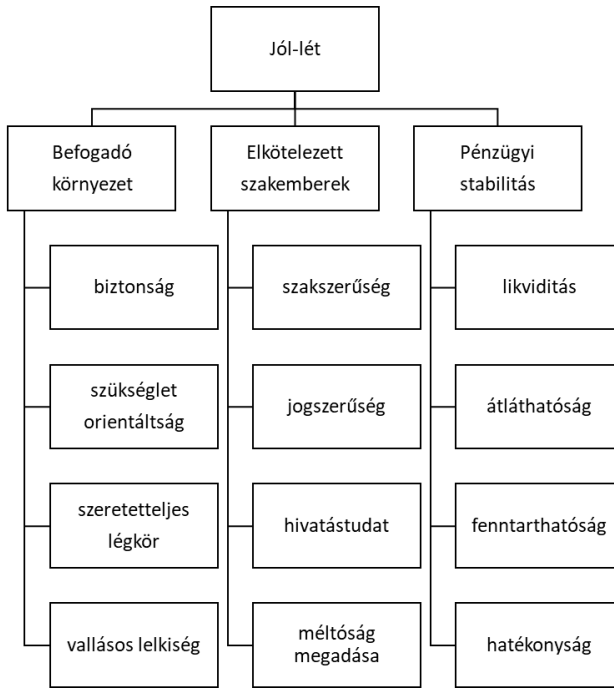 Jól-lét
Befogadó
környezet
Elkötelezett
szakemberek
Pénzügyi
stabilitás
biztonság
szakszerűség
likviditás
szükséglet
orientáltság
jogszerűség
átláthatóság
szeretetteljes
légkör
hivatástudat
fenntarthatóság
vallásos lelkiség
méltóság
megadása
hatékonyság